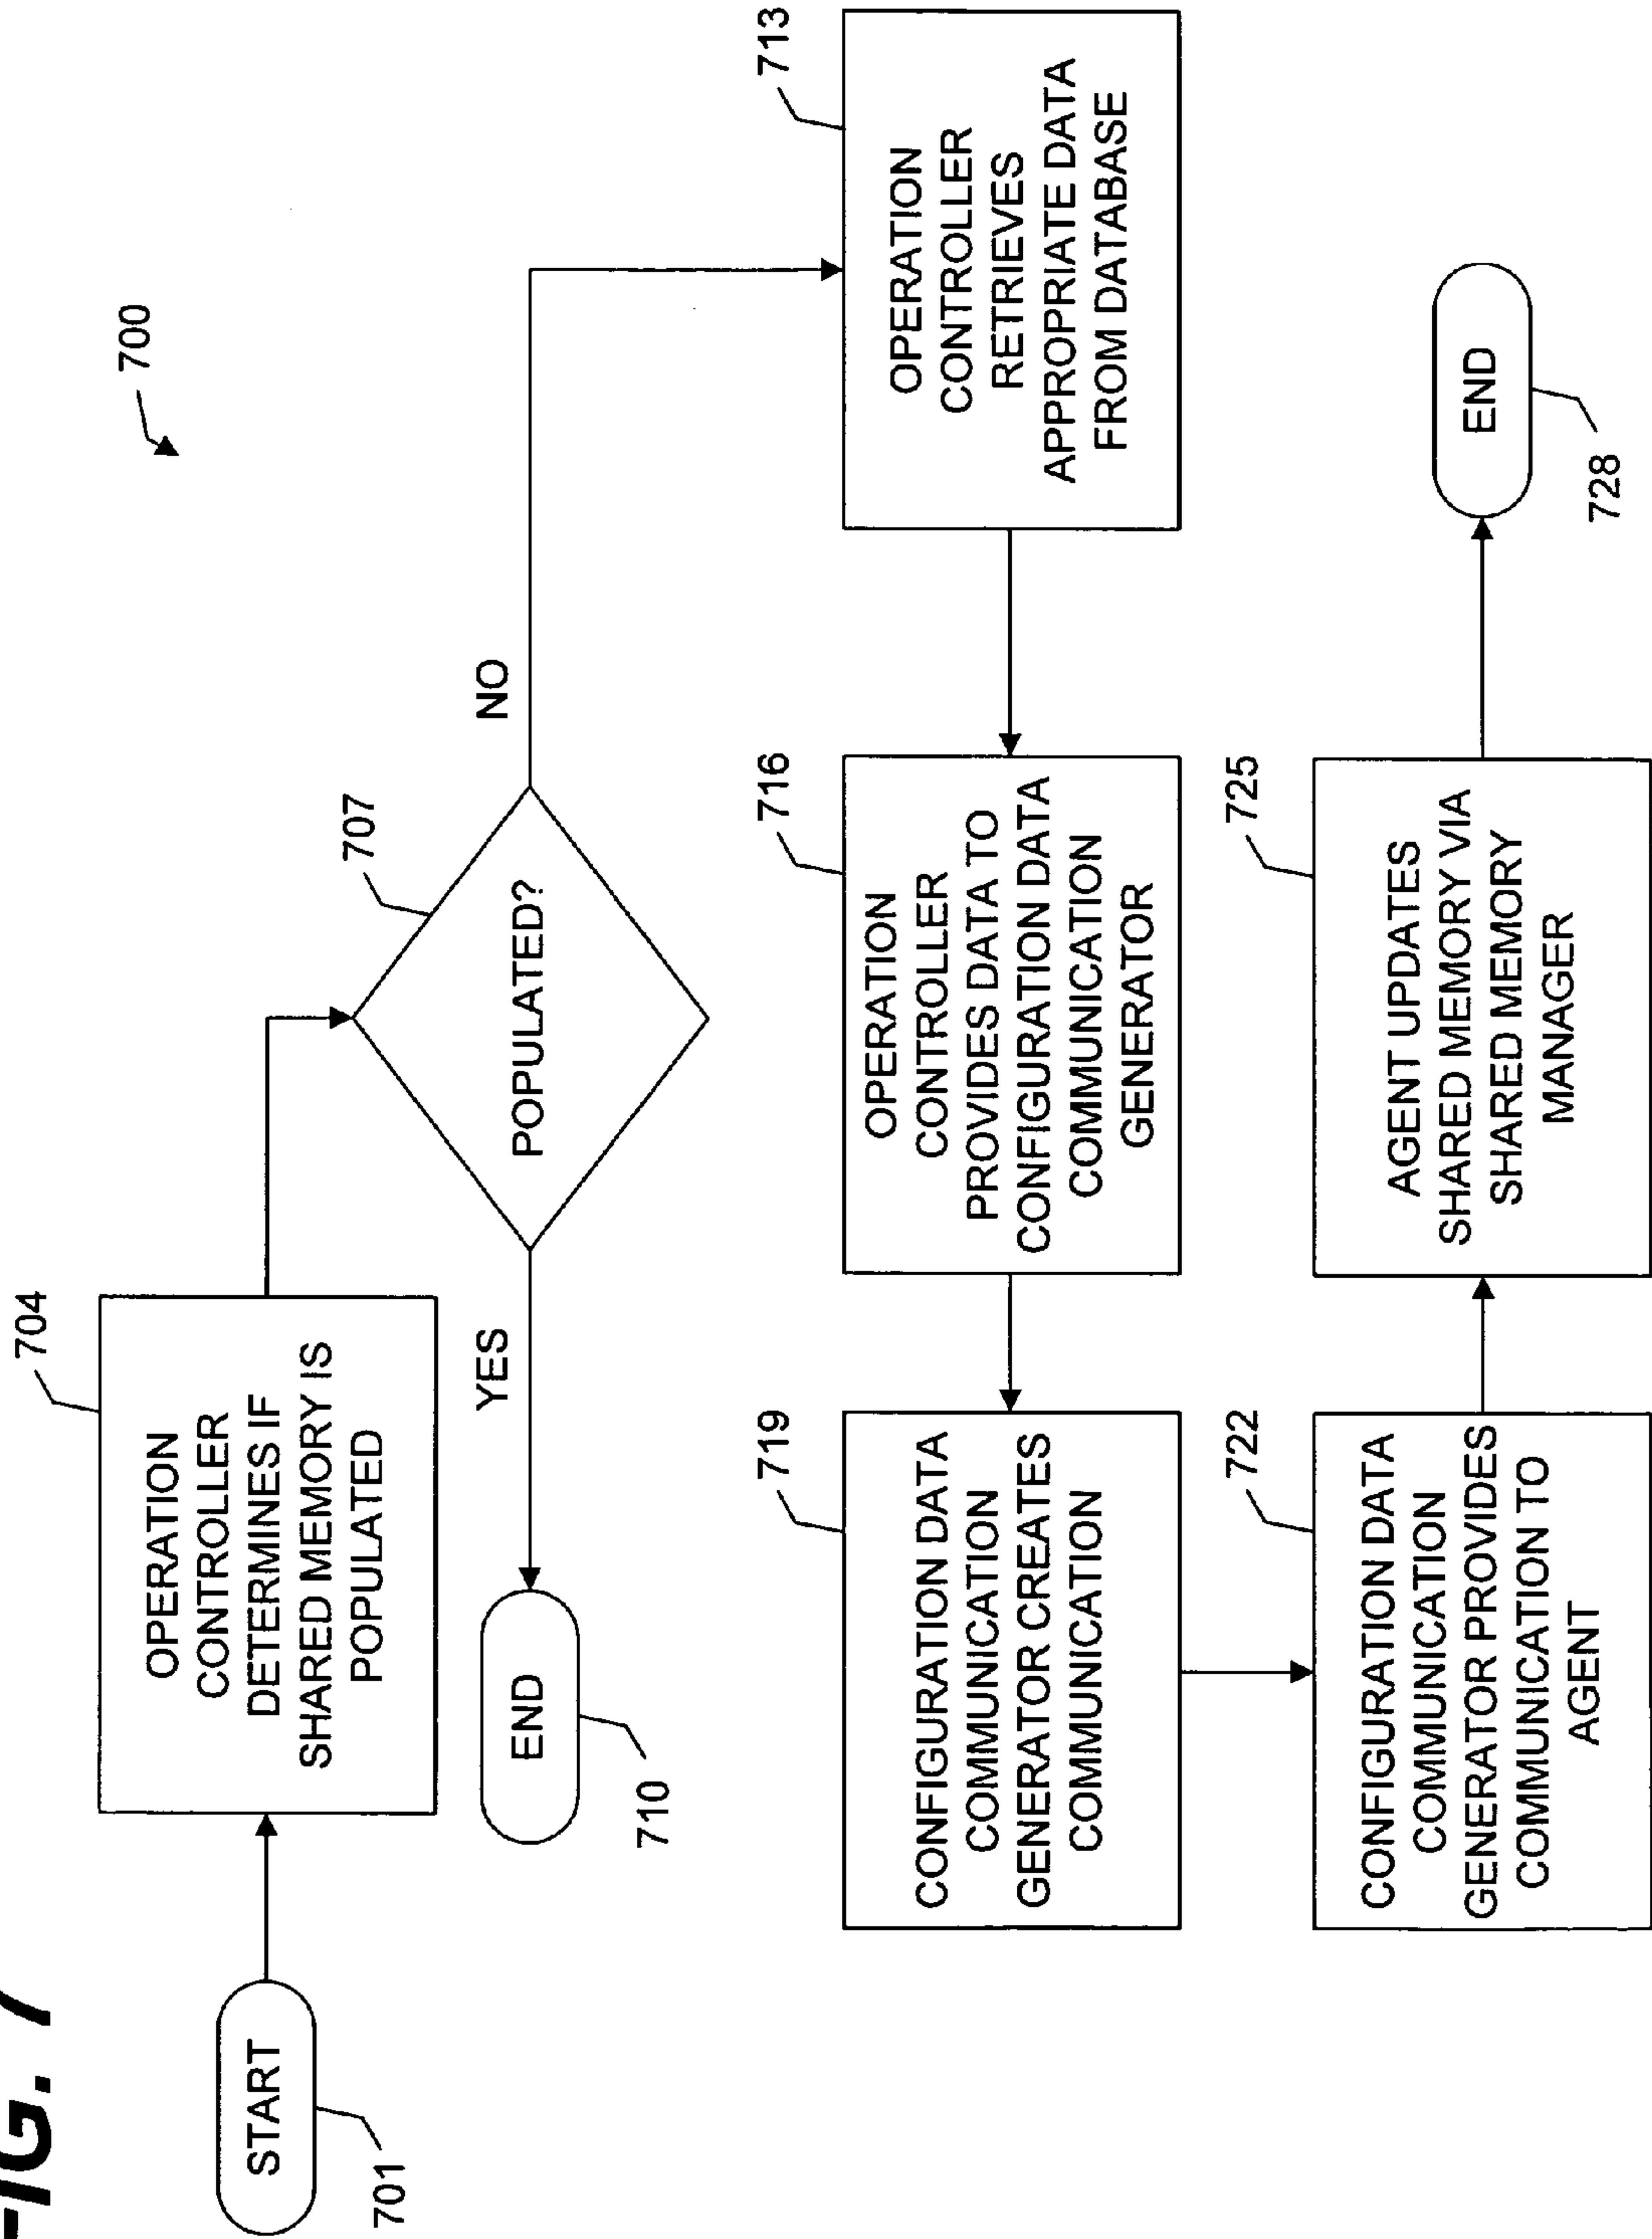 FIG. 7
700
START
701
704
OPERATION
CONTROLLER
DETERMINES IF
SHARED MEMORY IS
POPULATED
707
POPULATED?
YES
NO
END
710
713
OPERATION
CONTROLLER
RETRIEVES
APPROPRIATE DATA
FROM DATABASE
716
OPERATION
CONTROLLER
PROVIDES DATA TO
CONFIGURATION DATA
COMMUNICATION
GENERATOR
719
CONFIGURATION DATA
COMMUNICATION
GENERATOR CREATES
COMMUNICATION
722
CONFIGURATION DATA
COMMUNICATION
GENERATOR PROVIDES
COMMUNICATION TO
AGENT
725
AGENT UPDATES
SHARED MEMORY VIA
SHARED MEMORY
MANAGER
END
728